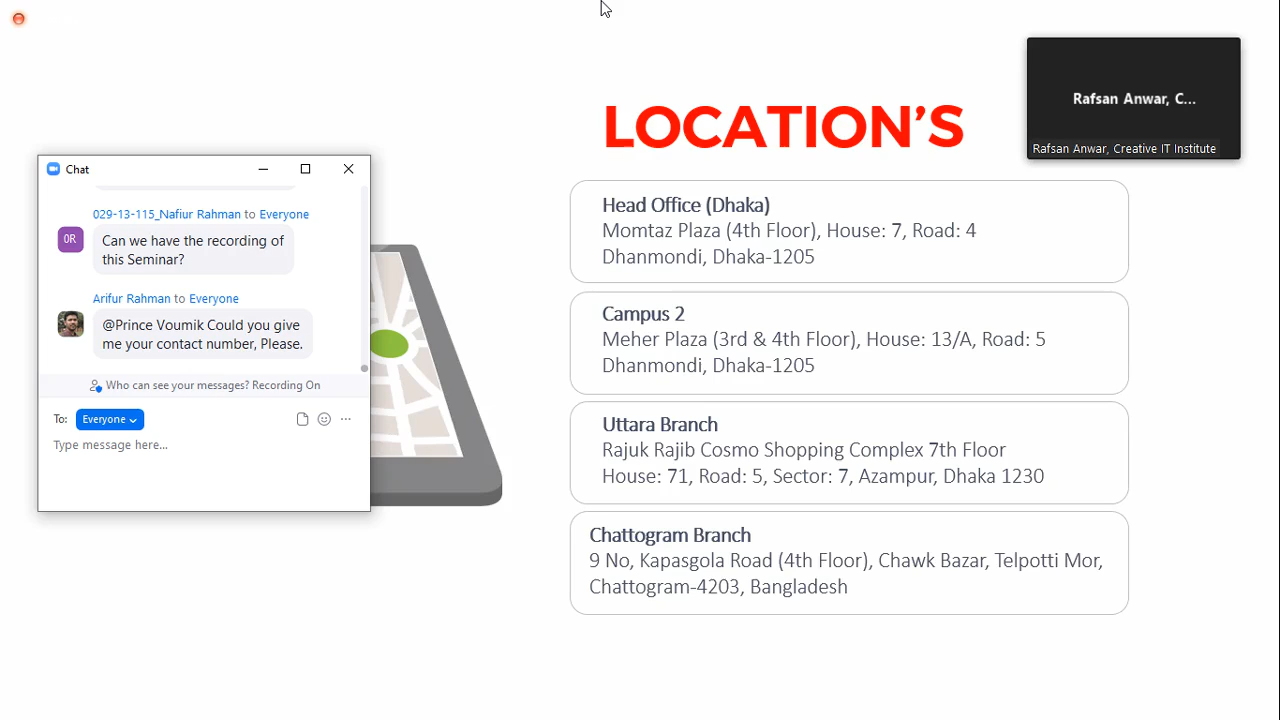 LOCATION'S
Rafsan Anwar, C...
Rafsan Anwar, Creative IT Institute
Chat
029-13-115_Nafiur Rahman to Everyone
0R
Can we have the recording of
this Seminar?
Arifur Rahman to Everyone
@Prince Voumik Could you give
me your contact number, Please.
Who can see your messages? Recording On
To: Everyone
Type message here...
Head Office (Dhaka)
Momtaz Plaza (4th Floor), House: 7, Road: 4
Dhanmondi, Dhaka-1205
Campus 2
Meher Plaza (3rd & 4th Floor), House: 13/A, Road: 5
Dhanmondi, Dhaka-1205
Uttara Branch
Rajuk Rajib Cosmo Shopping Complex 7th Floor
House: 71, Road: 5, Sector: 7, Azampur, Dhaka 1230
Chattogram Branch
9 No, Kapasgola Road (4th Floor), Chawk Bazar, Telpotti Mor,
Chattogram-4203, Bangladesh